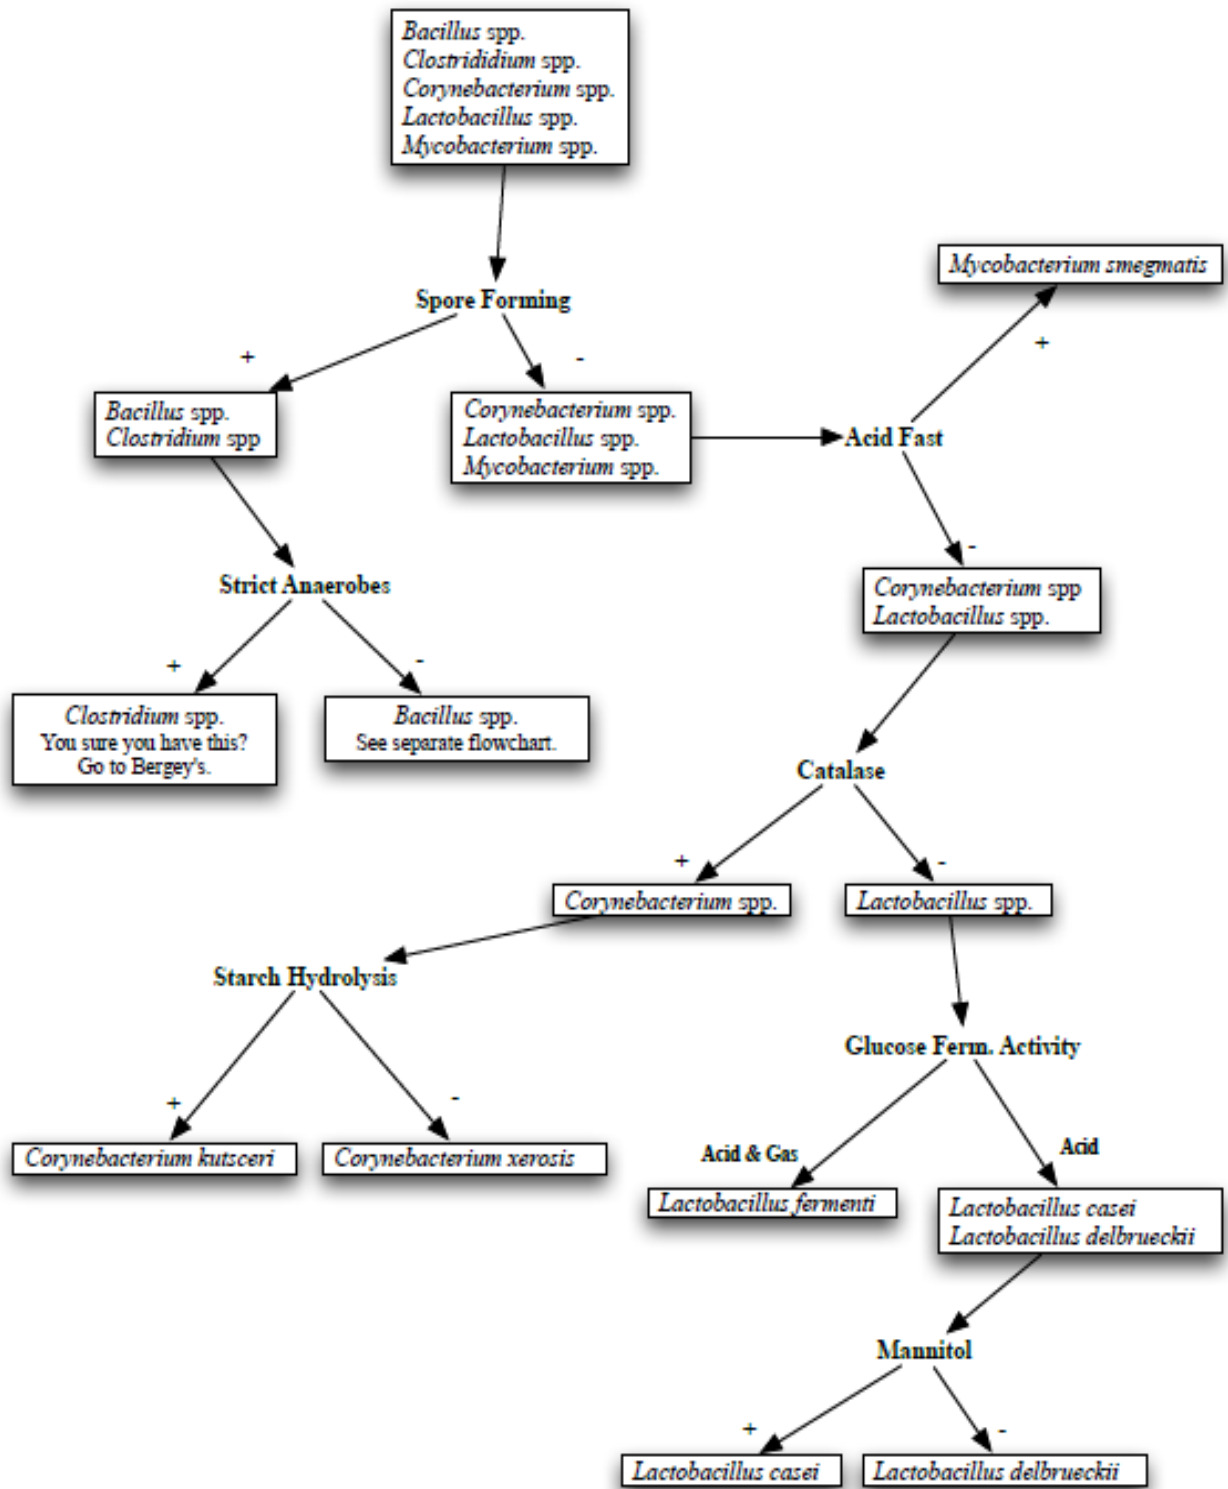 Bacillus spp.
Clostrididium spp.
Corynebacterium spp.
Lactobacillus spp.
Mycobacterium spp.
Mycobacterium smegmatis
Spore Forming
+
-
+
Bacillus spp.
Clostridium spp
Corynebacterium spp.
Lactobacillus spp.
Mycobacterium spp.
Acid Fast
-
Strict Anaerobes
Corynebacterium spp
Lactobacillus spp.
+
-
Clostridium spp.
You sure you have this?
Go to Bergey's.
Bacillus spp.
See separate flowchart.
Catalase
+
-
Corynebacterium spp.
Lactobacillus spp.
Starch Hydrolysis
Glucose Ferm. Activity
+
-
Corynebacterium kutsceri
Corynebacterium xerosis
Acid & Gas
Acid
Lactobacillus fermenti
Lactobacillus casei
Lactobacillus delbrueckii
Mannitol
+
-
Lactobacillus casei
Lactobacillus delbrueckii